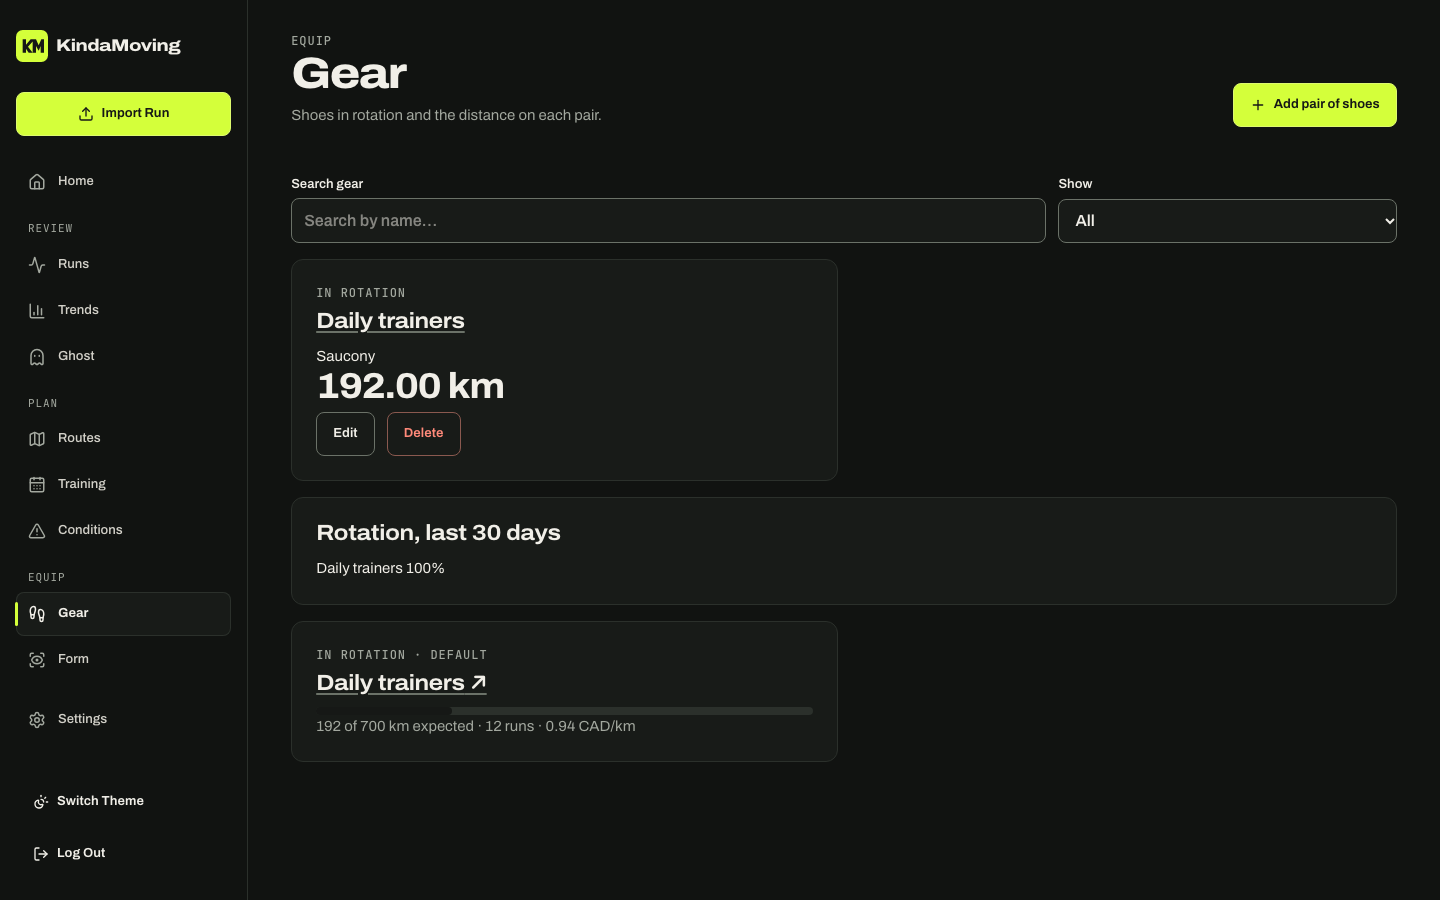 KM KindaMoving
Import Run
Home
REVIEW
Runs
Trends
Ghost
PLAN
Routes
Training
Conditions
EQUIP
Gear
Form
Settings
Switch Theme
Log Out
EQUIP
Gear
Shoes in rotation and the distance on each pair.
Add pair of shoes
Search gear
Search by name...
Show
All
IN ROTATION
Daily trainers
Saucony
192.00 km
Edit
Delete
Rotation, last 30 days
Daily trainers 100%
IN ROTATION · DEFAULT
Daily trainers ↗
192 of 700 km expected · 12 runs · 0.94 CAD/km